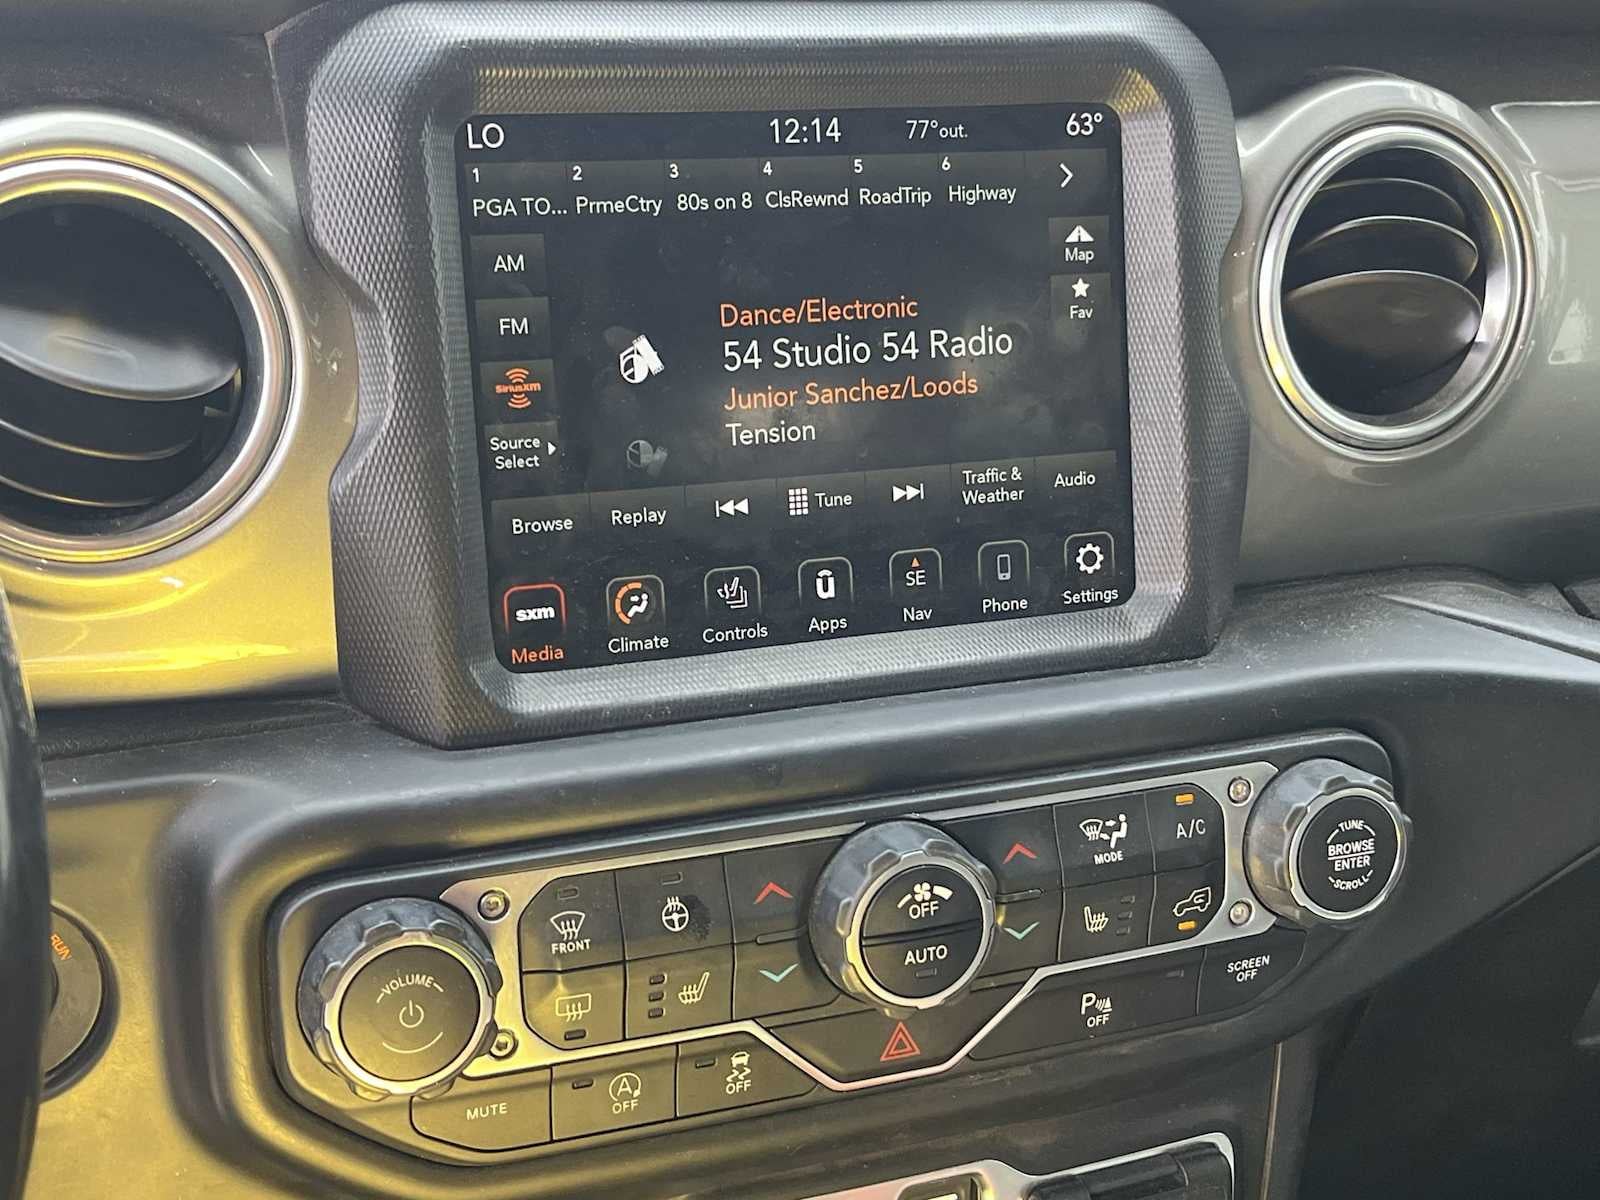 LO 12:14 77° out. 63°
1 2 3 4 5 6
PGA TO... PrmeCtry 80s on 8 ClsRewnd RoadTrip Highway
AM
FM
SiriusXM
Source
Select
Map
Fav
Dance/Electronic
54 Studio 54 Radio
Junior Sanchez/Loods
Tension
Browse Replay Tune Traffic &
Weather Audio
sxm
SE
Media Climate Controls Apps Nav Phone Settings
VOLUME
FRONT
OFF
AUTO
MODE
A/C
TUNE
BROWSE
ENTER
SCROLL
MUTE
A
OFF
OFF
P
OFF
SCREEN
OFF
RUN